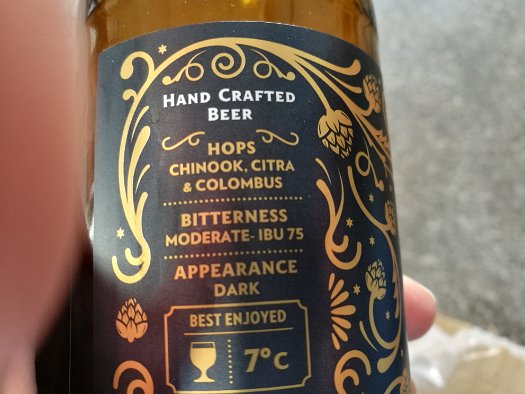 HAND CRAFTED
BEER
HOPS
CHINOOK, CITRA
& COLOMBUS
BITTERNESS
MODERATE- IBU 75
APPEARANCE
DARK
BEST ENJOYED
7°C